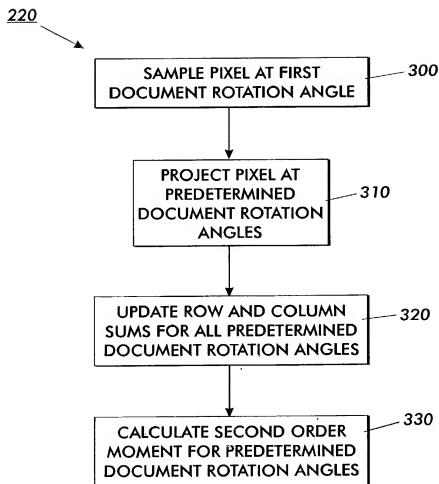 220
SAMPLE PIXEL AT FIRST
DOCUMENT ROTATION ANGLE
300
PROJECT PIXEL AT
PREDETERMINED
DOCUMENT ROTATION
ANGLES
310
UPDATE ROW AND COLUMN
SUMS FOR ALL PREDETERMINED
DOCUMENT ROTATION ANGLES
320
CALCULATE SECOND ORDER
MOMENT FOR PREDETERMINED
DOCUMENT ROTATION ANGLES
330